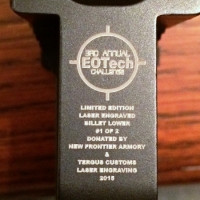 3RD ANNUAL
EOTech
CHALLENGE
LIMITED EDITION
LASER ENGRAVED
BILLET LOWER
#1 OF 2
DONATED BY
NEW FRONTIER ARMORY
&
TERGUS CUSTOMS
LASER ENGRAVING
2015